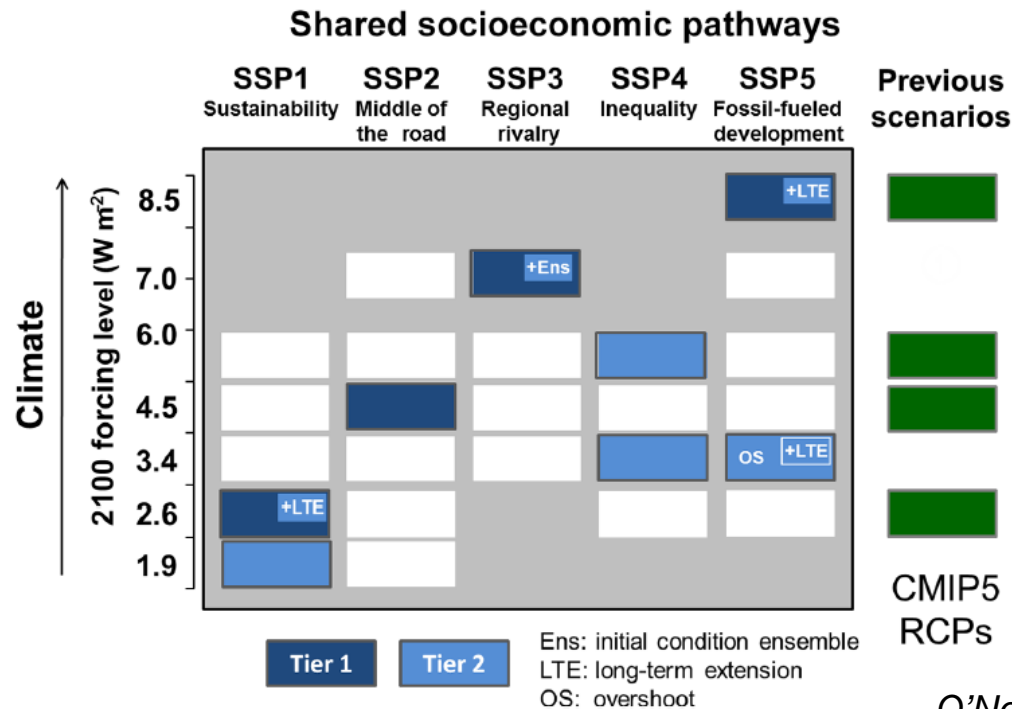 Shared socioeconomic pathways
SSP1 SSP2 SSP3 SSP4 SSP5 Previous
Sustainability Middle of Regional Inequality Fossil-fueled scenarios
the road rivalry development
8.5 +LTE
7.0 +Ens
6.0
4.5
3.4 OS +LTE
2.6 +LTE
1.9
Climate
2100 forcing level (W m-2)
CMIP5
RCPs
Tier 1 Tier 2
Ens: initial condition ensemble
LTE: long-term extension
OS: overshoot